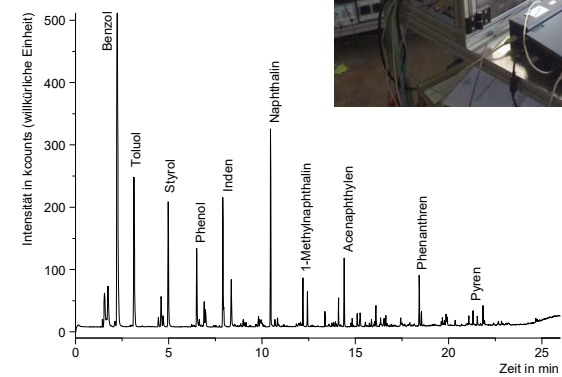 Intensität in kcounts (willkürliche Einheit)
500
400
300
200
100
0
Benzol
Toluol
Styrol
Phenol
Inden
Naphthalin
1-Methylnaphthalin
Acenaphthylen
Phenanthren
Pyren
0
5
10
15
20
25
Zeit in min